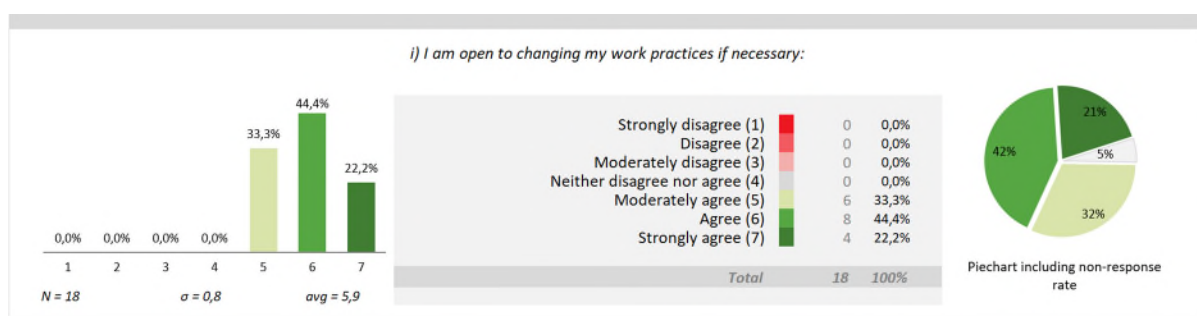 i) I am open to changing my work practices if necessary:
44,4%
33,3%
22,2%
0,0% 0,0% 0,0% 0,0%
1 2 3 4 5 6 7
N = 18 σ = 0,8 avg = 5,9
Strongly disagree (1) 0 0,0%
Disagree (2) 0 0,0%
Moderately disagree (3) 0 0,0%
Neither disagree nor agree (4) 0 0,0%
Moderately agree (5) 6 33,3%
Agree (6) 8 44,4%
Strongly agree (7) 4 22,2%
Total 18 100%
21%
42%
5%
32%
Piechart including non-response
rate